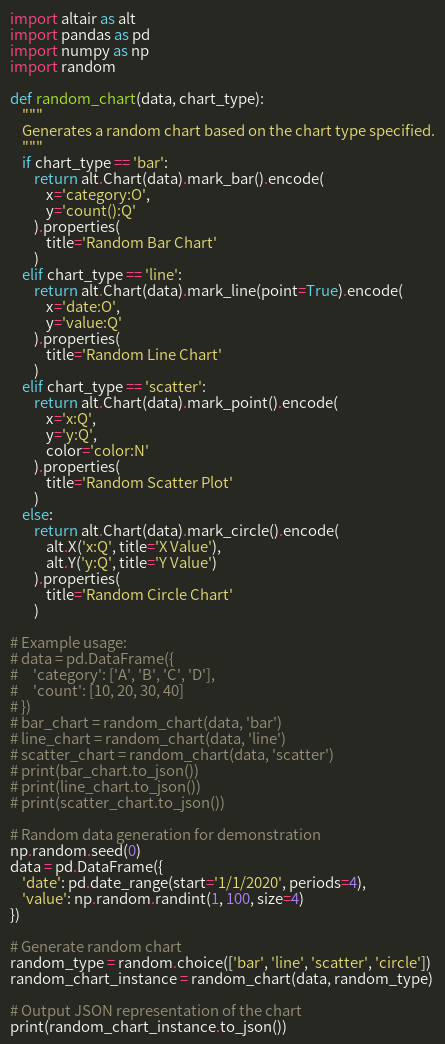 import altair as alt
import pandas as pd
import numpy as np
import random

def random_chart(data, chart_type):
    """
    Generates a random chart based on the chart type specified.
    """
    if chart_type == 'bar':
        return alt.Chart(data).mark_bar().encode(
            x='category:O',
            y='count():Q'
        ).properties(
            title='Random Bar Chart'
        )
    elif chart_type == 'line':
        return alt.Chart(data).mark_line(point=True).encode(
            x='date:O',
            y='value:Q'
        ).properties(
            title='Random Line Chart'
        )
    elif chart_type == 'scatter':
        return alt.Chart(data).mark_point().encode(
            x='x:Q',
            y='y:Q',
            color='color:N'
        ).properties(
            title='Random Scatter Plot'
        )
    else:
        return alt.Chart(data).mark_circle().encode(
            alt.X('x:Q', title='X Value'),
            alt.Y('y:Q', title='Y Value')
        ).properties(
            title='Random Circle Chart'
        )

# Example usage:
# data = pd.DataFrame({
#     'category': ['A', 'B', 'C', 'D'],
#     'count': [10, 20, 30, 40]
# })
# bar_chart = random_chart(data, 'bar')
# line_chart = random_chart(data, 'line')
# scatter_chart = random_chart(data, 'scatter')
# print(bar_chart.to_json())
# print(line_chart.to_json())
# print(scatter_chart.to_json())

# Random data generation for demonstration
np.random.seed(0)
data = pd.DataFrame({
    'date': pd.date_range(start='1/1/2020', periods=4),
    'value': np.random.randint(1, 100, size=4)
})

# Generate random chart
random_type = random.choice(['bar', 'line', 'scatter', 'circle'])
random_chart_instance = random_chart(data, random_type)

# Output JSON representation of the chart
print(random_chart_instance.to_json())